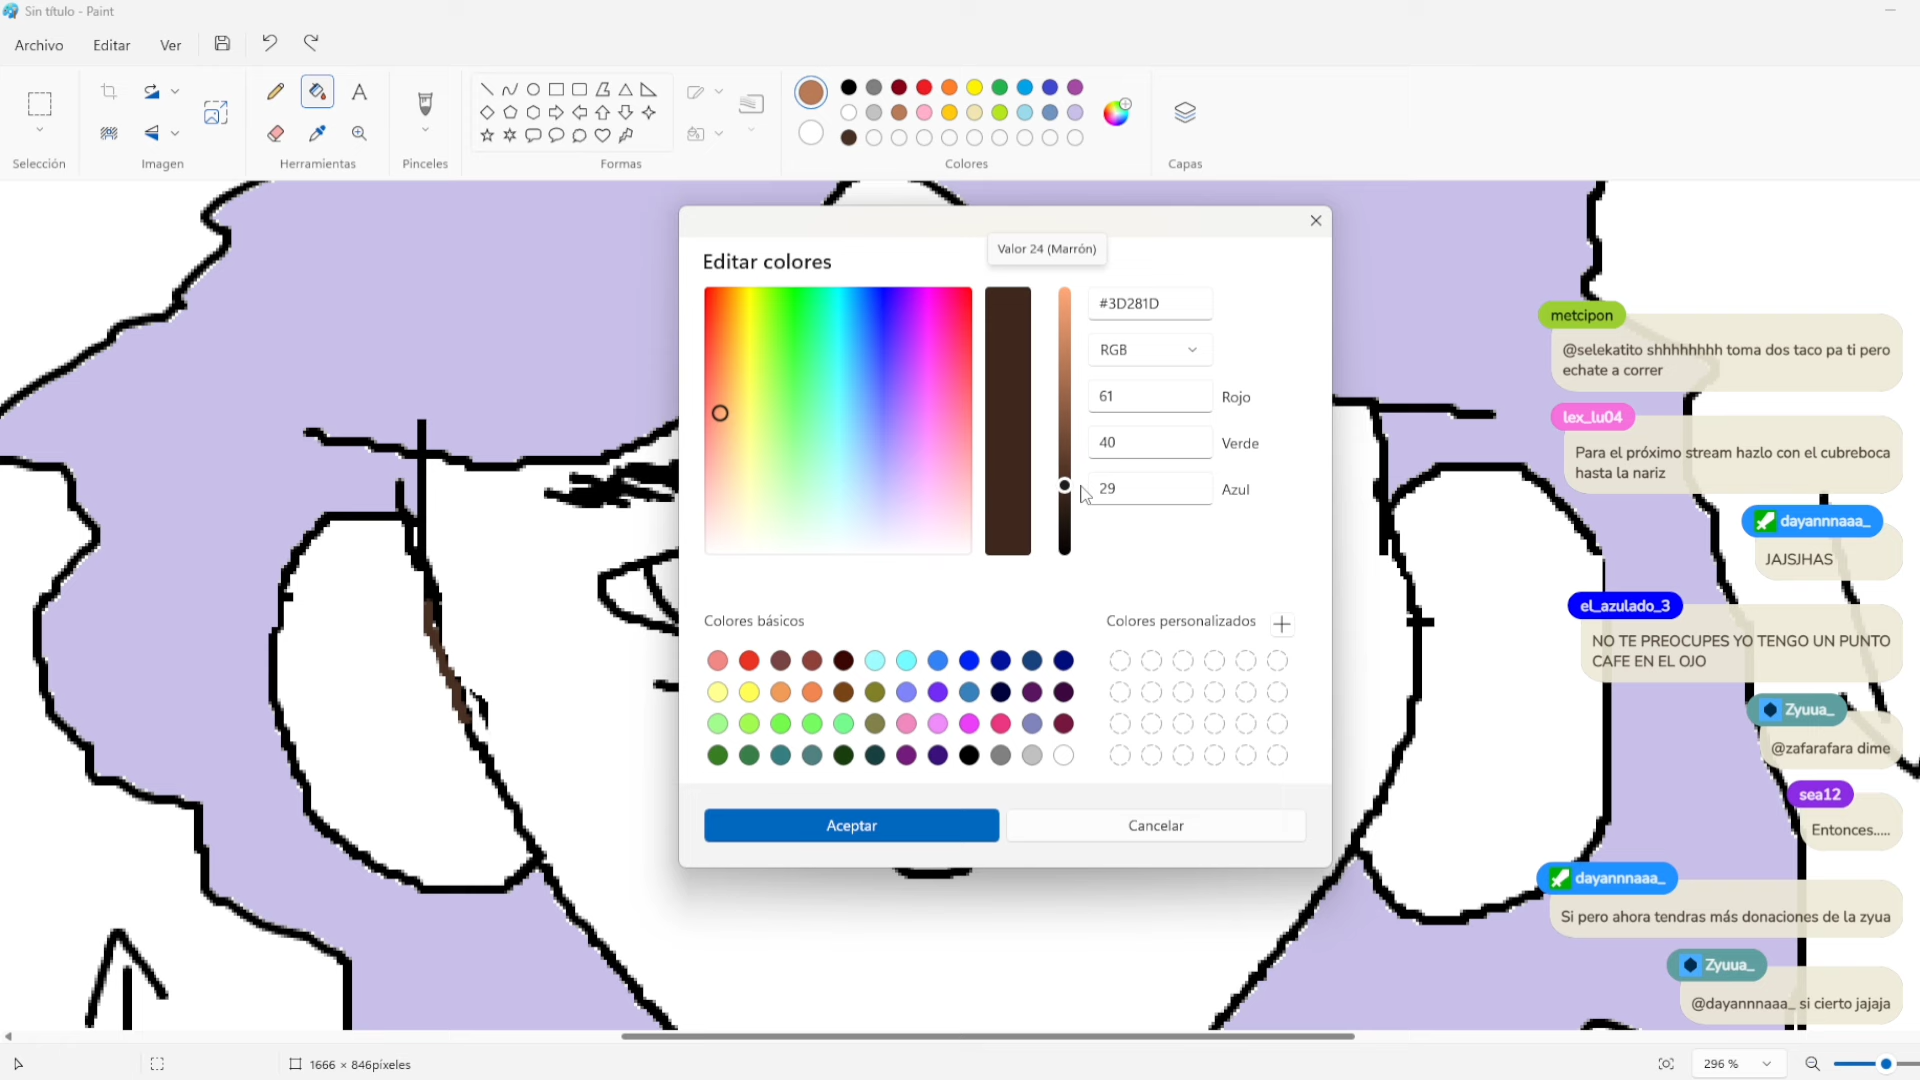 Sin título - Paint
Archivo
Editar
Ver
Selección
Imagen
Herramientas
Pinceles
Formas
Colores
Capas
Valor 24 (Marrón)
Editar colores
#3D281D
RGB
61
Rojo
40
Verde
29
Azul
Colores básicos
Colores personalizados
Aceptar
Cancelar
metcipon
@selekatito shhhhhhhh toma dos taco pa ti pero
echate a correr
lex_lu04
Para el próximo stream hazlo con el cubreboca
hasta la nariz
dayannnaaa_
JAJSJHAS
el_azulado_3
NO TE PREOCUPES YO TENGO UN PUNTO
CAFE EN EL OJO
Zyuua_
@zafarafara dime
sea12
Entonces.....
dayannnaaa_
Si pero ahora tendras más donaciones de la zyua
Zyuua_
@dayannnaaa_ si cierto jajaja
1666 × 846píxeles
296 %